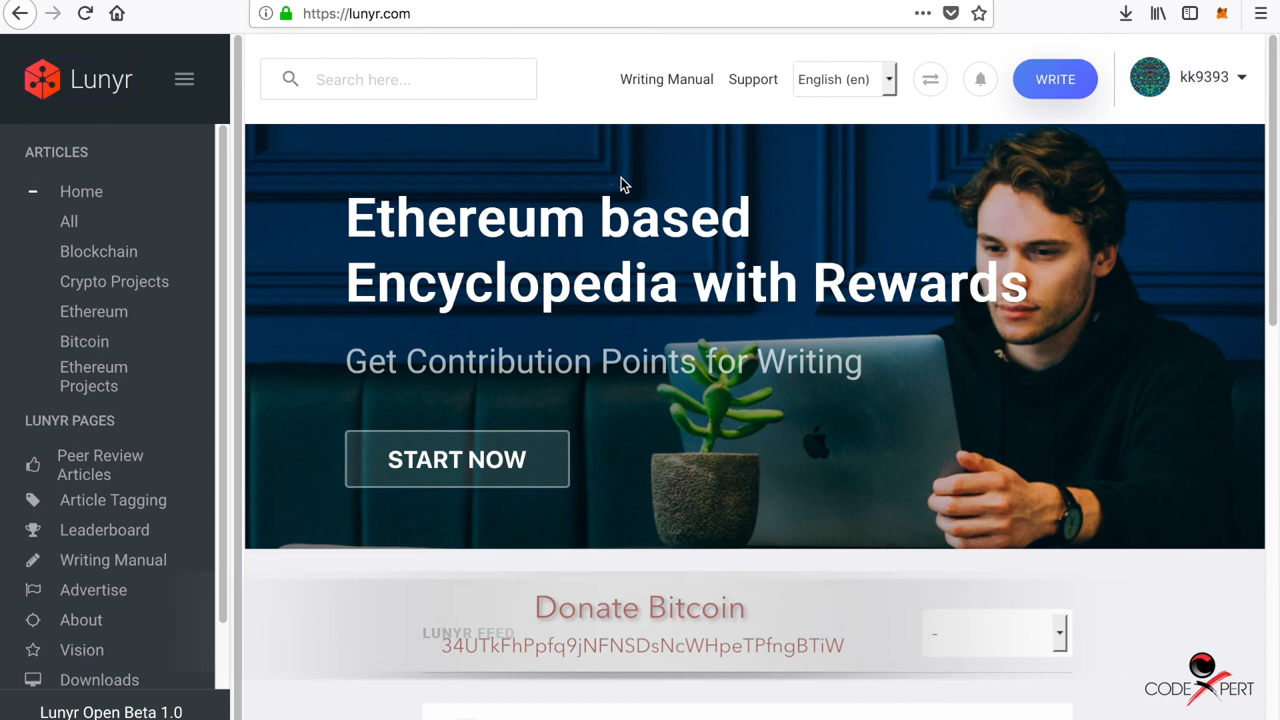 https://lunyr.com
Lunyr
Search here...
Writing Manual
Support
English (en)
WRITE
kk9393
ARTICLES
Home
All
Blockchain
Crypto Projects
Ethereum
Bitcoin
Ethereum
Projects
LUNYR PAGES
Peer Review
Articles
Article Tagging
Leaderboard
Writing Manual
Advertise
About
Vision
Downloads
Lunyr Open Beta 1.0
Ethereum based
Encyclopedia with Rewards
Get Contribution Points for Writing
START NOW
Donate Bitcoin
LUNYR FEED
-
34UTkFhPpfq9jNFNSDsNcWHpeTPfngBTiW
CODEXPERT